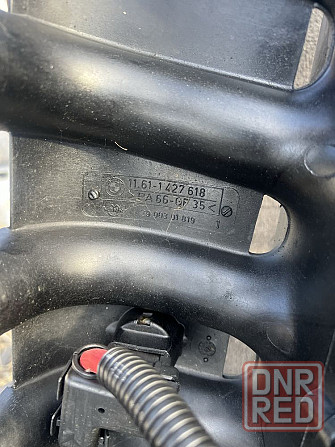 11.61-1 427 618
PA 66-GF 35 <
DNR
RED